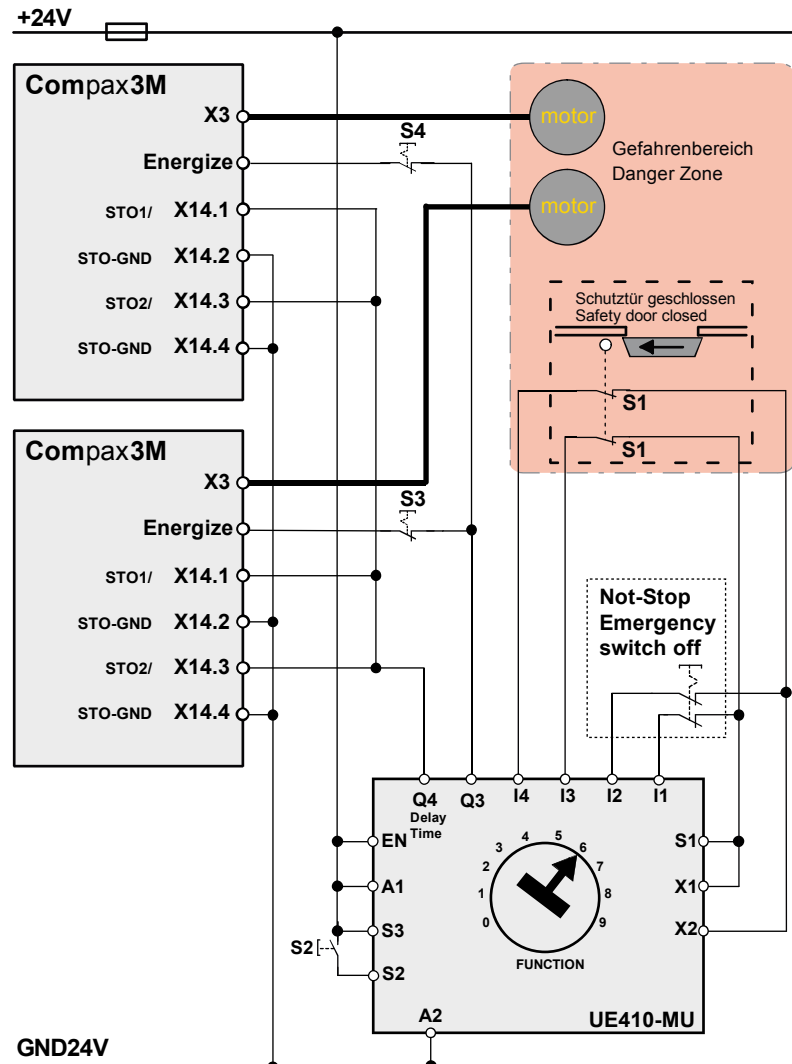 +24V
Compax3M
X3
Energize
STO1/ X14.1
STO-GND X14.2
STO2/ X14.3
STO-GND X14.4
S4
motor
motor
Gefahrenbereich
Danger Zone
Schutztür geschlossen
Safety door closed
S1
S1
Compax3M
X3
Energize
STO1/ X14.1
STO-GND X14.2
STO2/ X14.3
STO-GND X14.4
S3
Not-Stop
Emergency
switch off
Q4 Q3 I4 I3 I2 I1
Delay
Time
EN
A1
S3
S2
S2
0 1 2 3 4 5 6 7 8 9
FUNCTION
S1
X1
X2
A2
UE410-MU
GND24V